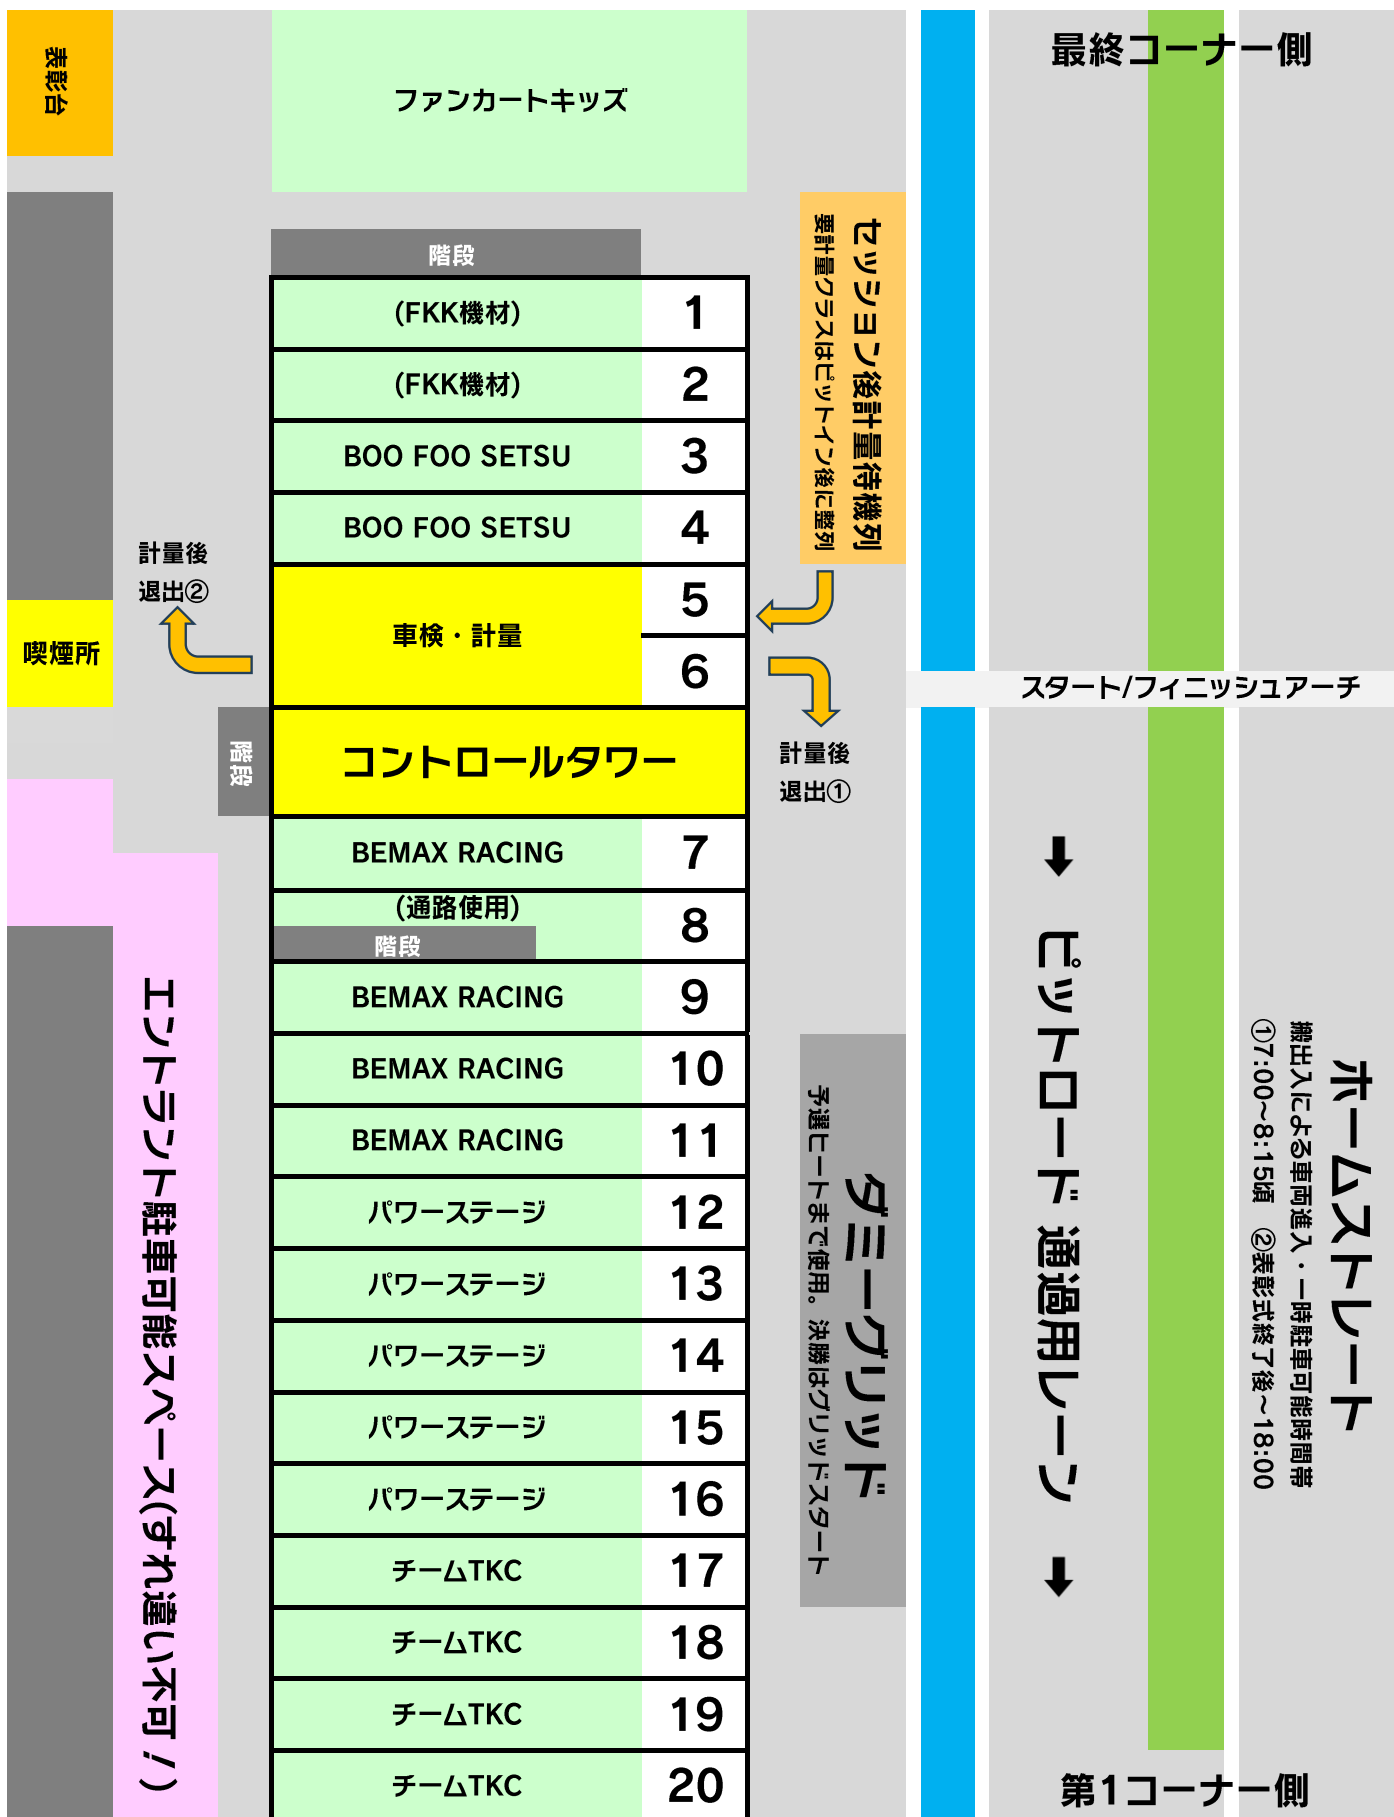 表彰台
ファンカートキッズ
最終コーナー側
階段
(FKK機材)
1
(FKK機材)
2
BOO FOO SETSU
3
BOO FOO SETSU
4
セッション後計量待機列
要計量クラスはピットイン後に整列
計量後
退出②
喫煙所
車検・計量
5
6
スタート/フィニッシュアーチ
計量後
退出①
階段
コントロールタワー
BEMAX RACING
7
(通路使用)
階段
8
BEMAX RACING
9
BEMAX RACING
10
BEMAX RACING
11
パワーステージ
12
パワーステージ
13
パワーステージ
14
パワーステージ
15
パワーステージ
16
チームTKC
17
チームTKC
18
チームTKC
19
チームTKC
20
エントラント駐車可能スペース(すれ違い不可!)
ダミーグリッド
予選ヒートまで使用。決勝はグリッドスタート
ピットロード 通過用レーン
ホームストレート
搬出入による車両進入・一時駐車可能時間帯
①7:00~8:15頃 ②表彰式終了後~18:00
第1コーナー側